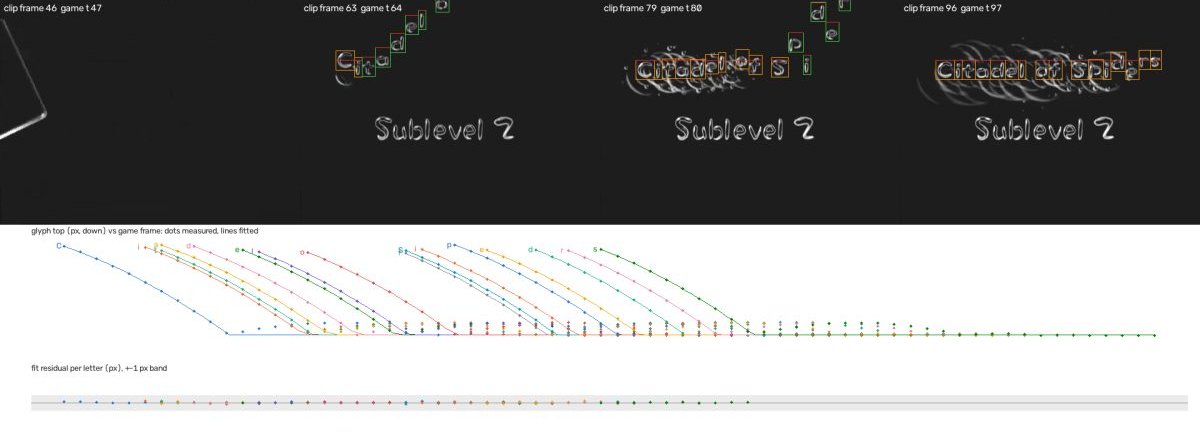 clip frame 46 game t 47
clip frame 63 game t 64
clip frame 79 game t 80
clip frame 96 game t 97
C i t a d e l o
Citadel of S p i d e r
Citadel of Spiders
Sublevel 2
Sublevel 2
Sublevel 2
glyph top (px, down) vs game frame: dots measured, lines fitted
C i d e o S i p e d r s
fit residual per letter (px), +-1 px band